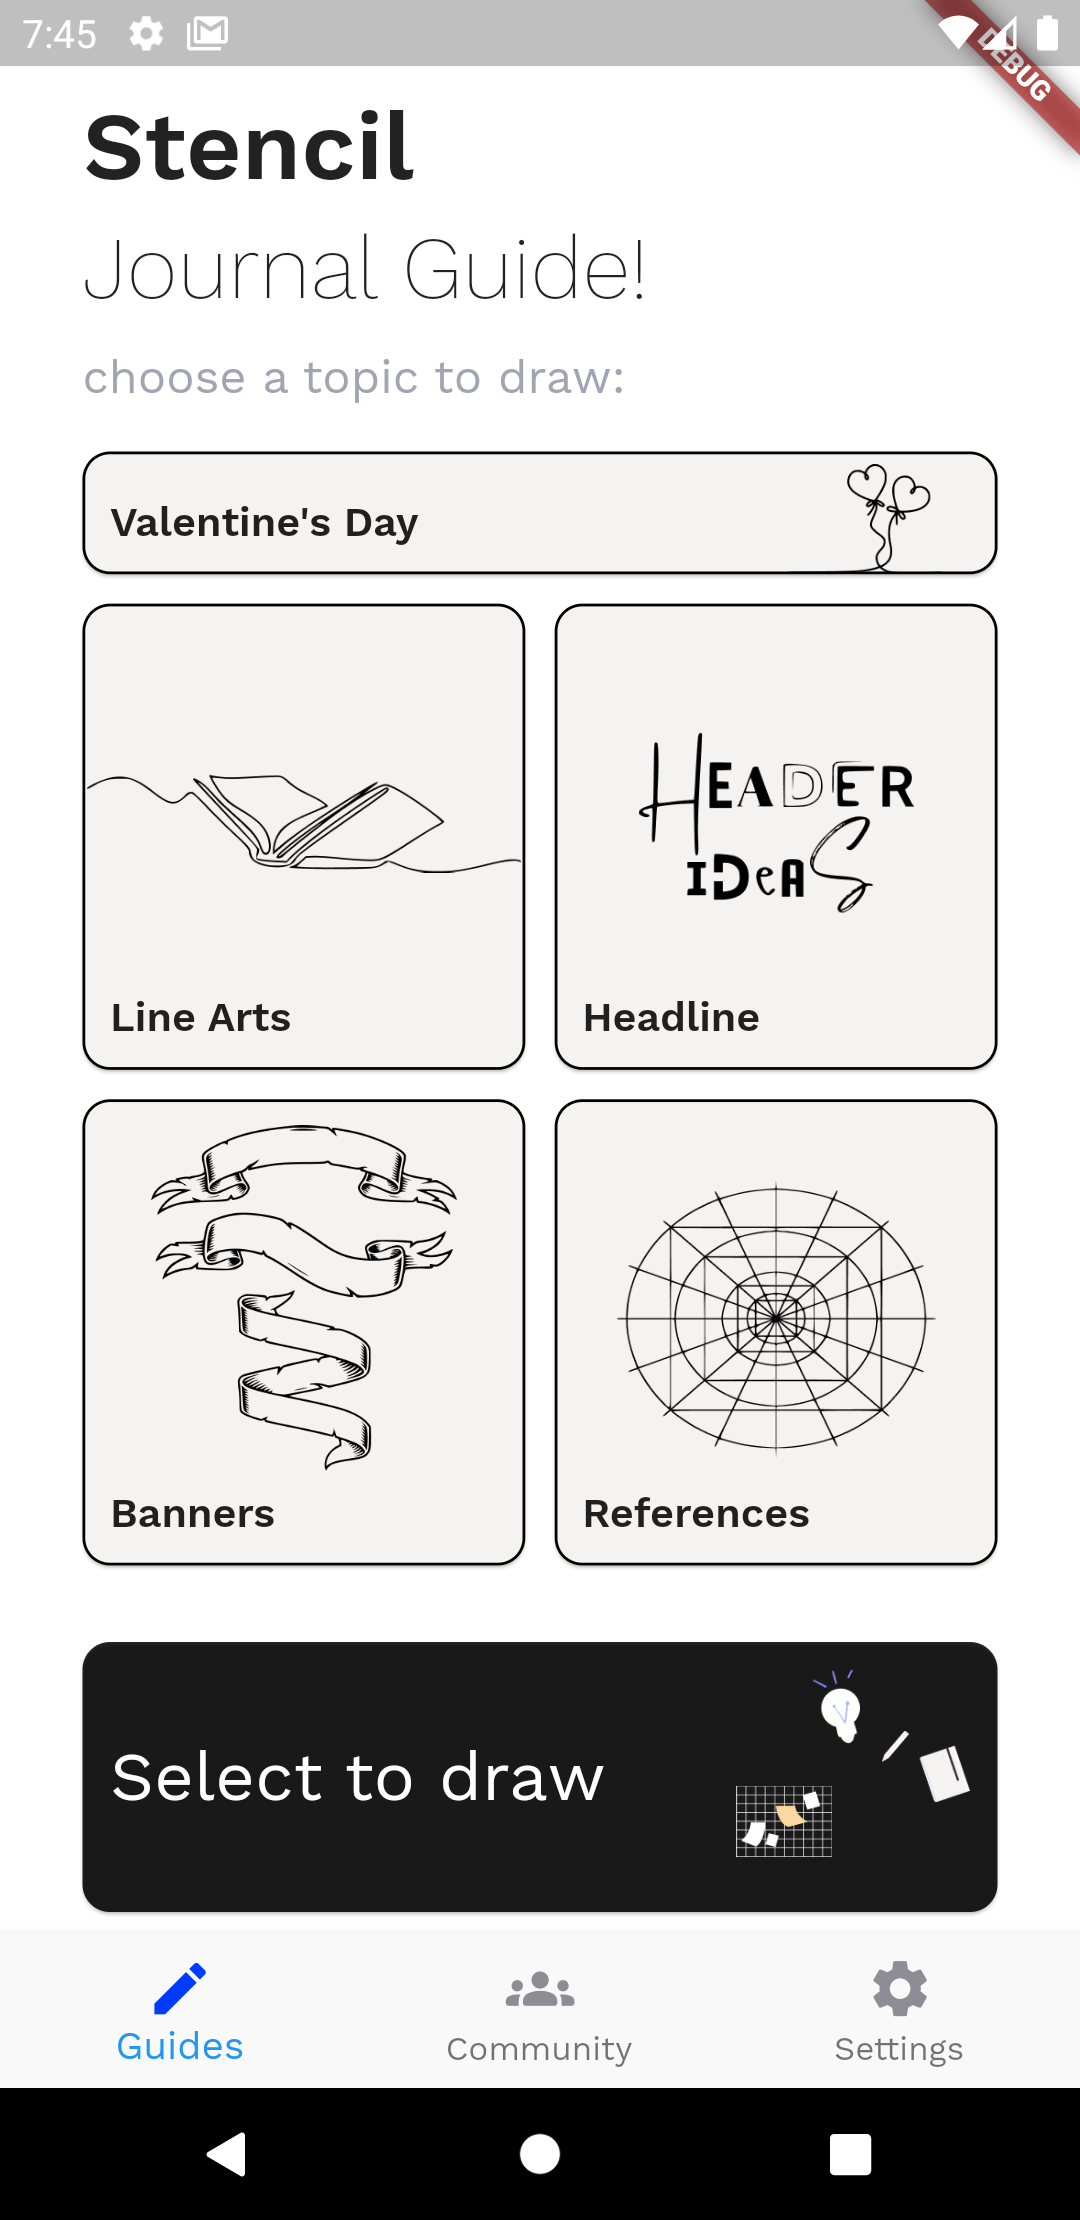 7:45
DEBUG
Stencil
Journal Guide!
choose a topic to draw:
Valentine's Day
HEADER
IDeAS
Line Arts
Headline
Banners
References
Select to draw
Guides
Community
Settings